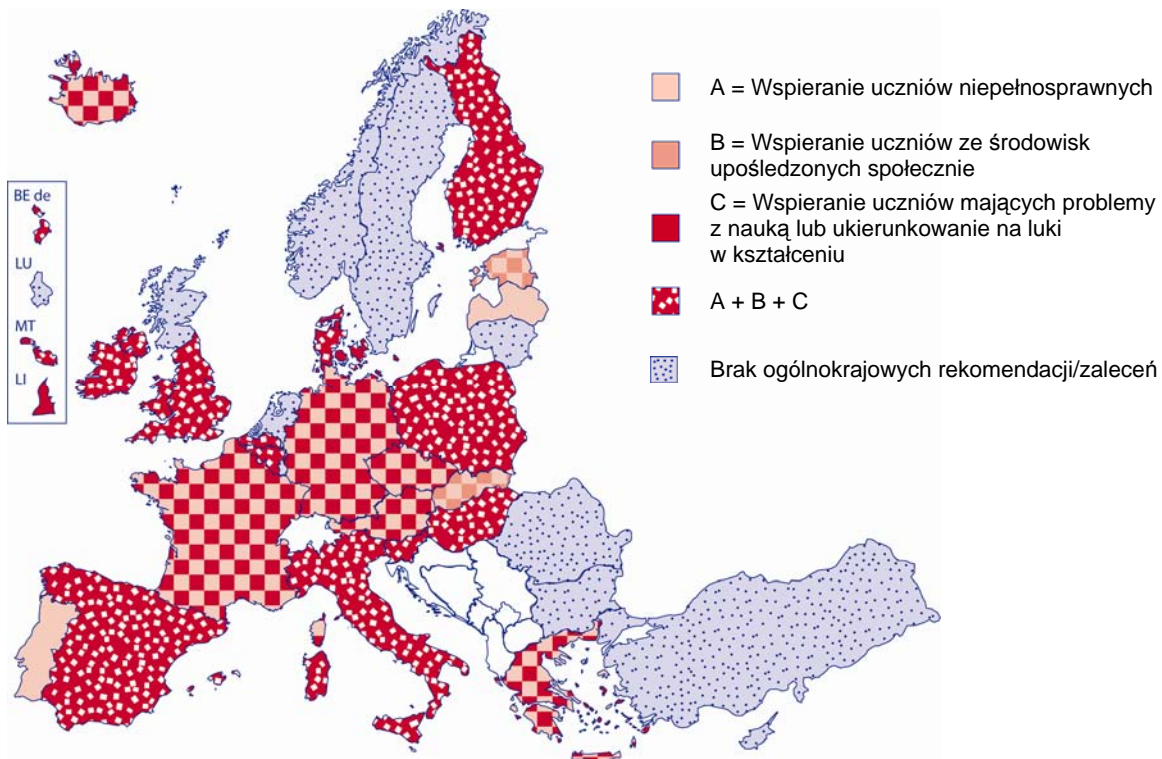 A = Wspieranie uczniów niepełnosprawnych
B = Wspieranie uczniów ze środowisk
upośledzonych społecznie
C = Wspieranie uczniów mających problemy
z nauką lub ukierunkowanie na luki
w kształceniu
A + B + C
Brak ogólnokrajowych rekomendacji/zaleceń
BE de
LU
MT
LI